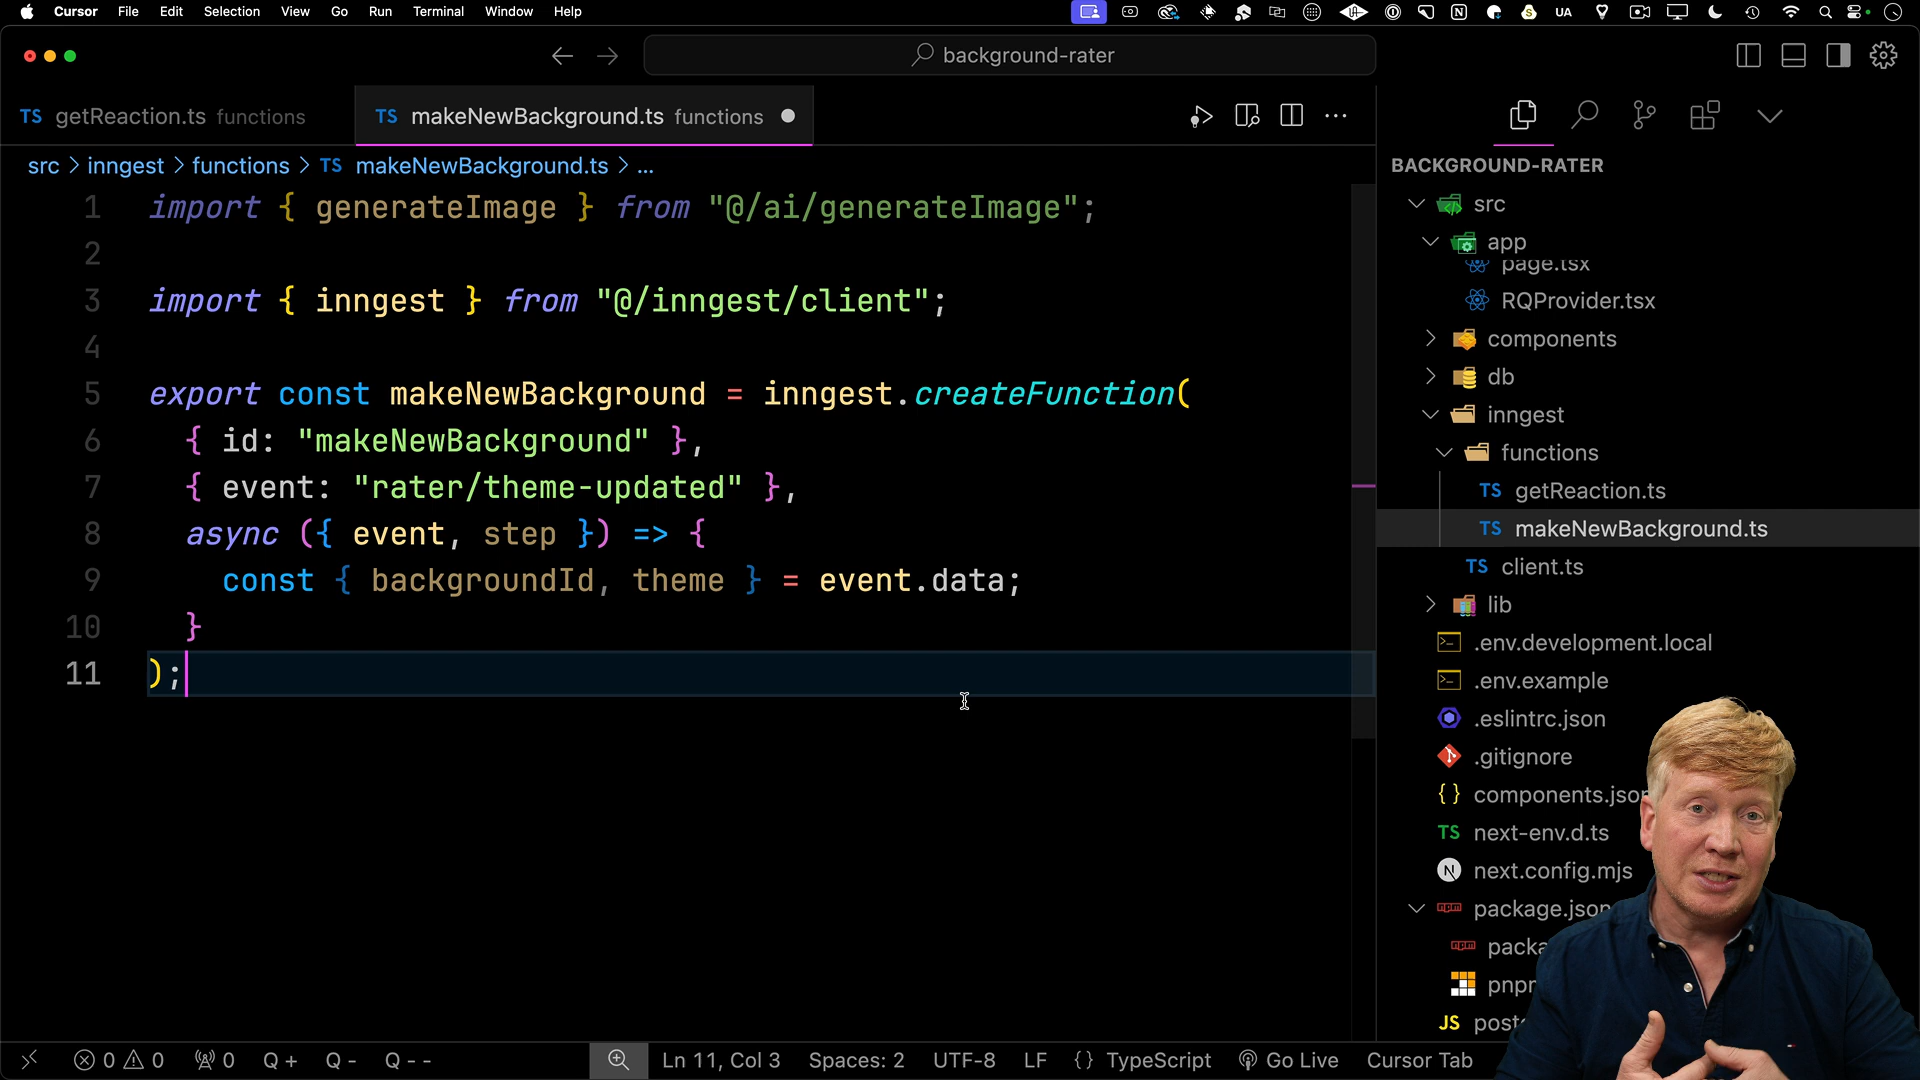 Cursor File Edit Selection View Go Run Terminal Window Help UA
background-rater
TS getReaction.ts functions
TS makeNewBackground.ts functions
src > inngest > functions > TS makeNewBackground.ts > ...
1 import { generateImage } from "@/ai/generateImage";
2
3 import { inngest } from "@/inngest/client";
4
5 export const makeNewBackground = inngest.createFunction(
6 { id: "makeNewBackground" },
7 { event: "rater/theme-updated" },
8 async ({ event, step }) => {
9 const { backgroundId, theme } = event.data;
10 }
11 );
BACKGROUND-RATER
src
app
page.tsx
RQProvider.tsx
components
db
inngest
functions
TS getReaction.ts
TS makeNewBackground.ts
TS client.ts
lib
.env.development.local
.env.example
.eslintrc.json
.gitignore
{} components.json
TS next-env.d.ts
N next.config.mjs
npm package.json
npm packa
pnpm
JS post
0 0 0 Q + Q - Q -- Ln 11, Col 3 Spaces: 2 UTF-8 LF {} TypeScript Go Live Cursor Tab